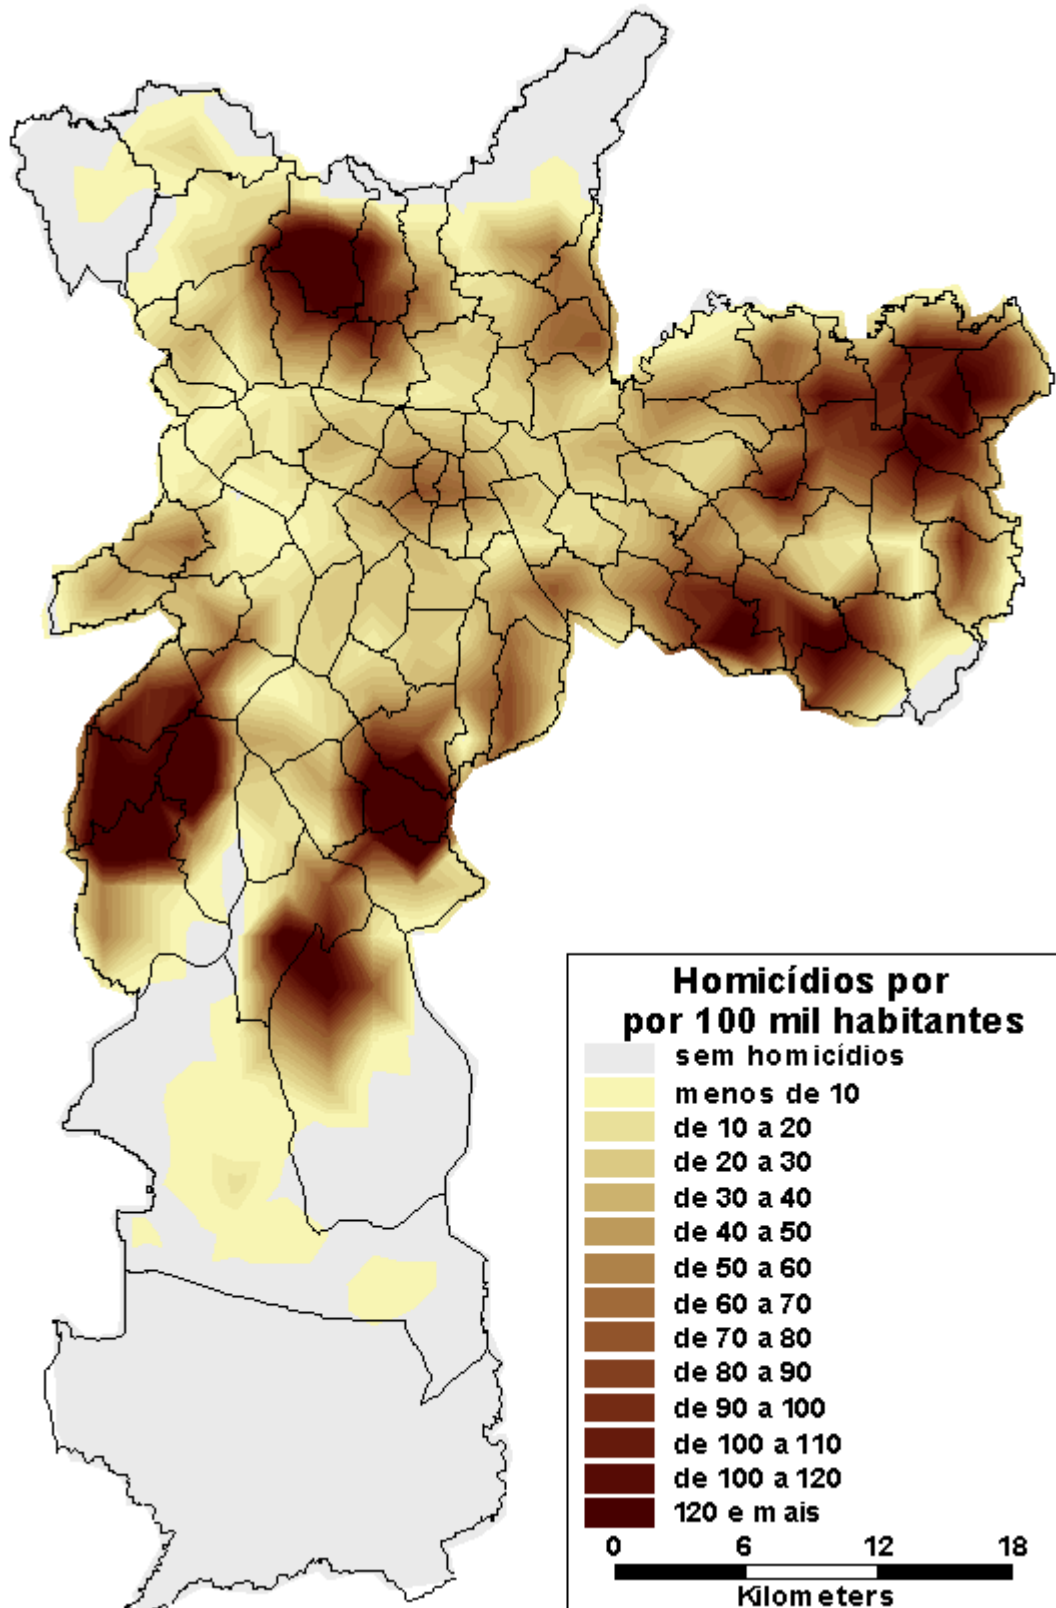 Homicídios por
por 100 mil habitantes
sem homicídios
menos de 10
de 10 a 20
de 20 a 30
de 30 a 40
de 40 a 50
de 50 a 60
de 60 a 70
de 70 a 80
de 80 a 90
de 90 a 100
de 100 a 110
de 100 a 120
120 e mais
0 6 12 18
Kilometers